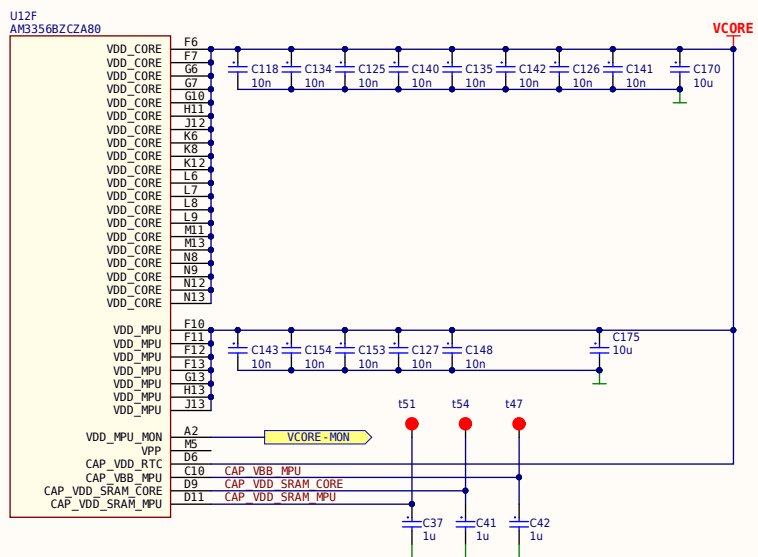 U12F
AM3356BZCZA80
VCORE
VDD_CORE F6
VDD_CORE F7
VDD_CORE G6
VDD_CORE G7
VDD_CORE G10
VDD_CORE H11
VDD_CORE J12
VDD_CORE K6
VDD_CORE K8
VDD_CORE K12
VDD_CORE L6
VDD_CORE L7
VDD_CORE L8
VDD_CORE L9
VDD_CORE M11
VDD_CORE M13
VDD_CORE N8
VDD_CORE N9
VDD_CORE N12
VDD_CORE N13
C118 C134 C125 C140 C135 C142 C126 C141 C170
10n 10n 10n 10n 10n 10n 10n 10n 10u
VDD_MPU F10
VDD_MPU F11
VDD_MPU F12
VDD_MPU F13
VDD_MPU G13
VDD_MPU H13
VDD_MPU J13
C143 C154 C153 C127 C148 C175
10n 10n 10n 10n 10n 10u
t51 t54 t47
VDD_MPU_MON A2 VCORE-MON
VPP M5
CAP_VDD_RTC D6
CAP_VBB_MPU C10 CAP_VBB_MPU
CAP_VDD_SRAM_CORE D9 CAP_VDD_SRAM_CORE
CAP_VDD_SRAM_MPU D11 CAP_VDD_SRAM_MPU
C37 C41 C42
1u 1u 1u